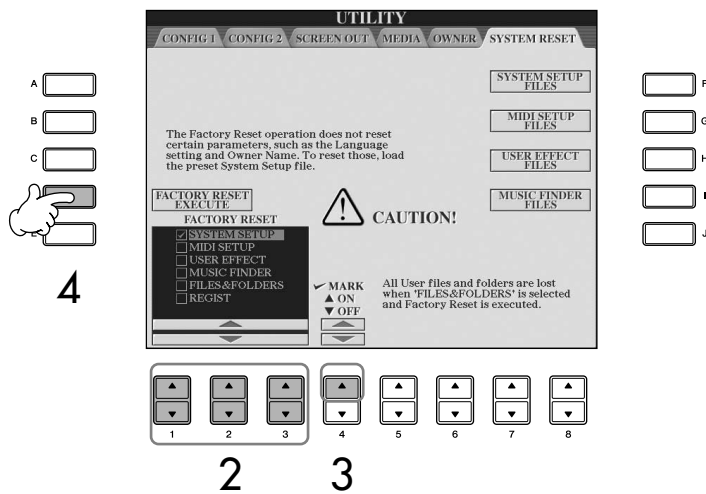 UTILITY
CONFIG 1 CONFIG 2 SCREEN OUT MEDIA OWNER SYSTEM RESET
SYSTEM SETUP
FILES
MIDI SETUP
FILES
USER EFFECT
FILES
MUSIC FINDER
FILES
The Factory Reset operation does not reset
certain parameters, such as the Language
setting and Owner Name. To reset those, load
the preset System Setup file.
FACTORY RESET
EXECUTE
CAUTION!
FACTORY RESET
SYSTEM SETUP
MIDI SETUP
USER EFFECT
MUSIC FINDER
FILES&FOLDERS
REGIST
MARK
▲ ON
▼ OFF
All User files and folders are lost
when 'FILES&FOLDERS' is selected
and Factory Reset is executed.
A
B
C
E
4
F
G
H
I
J
1 2 3 4 5 6 7 8
2 3